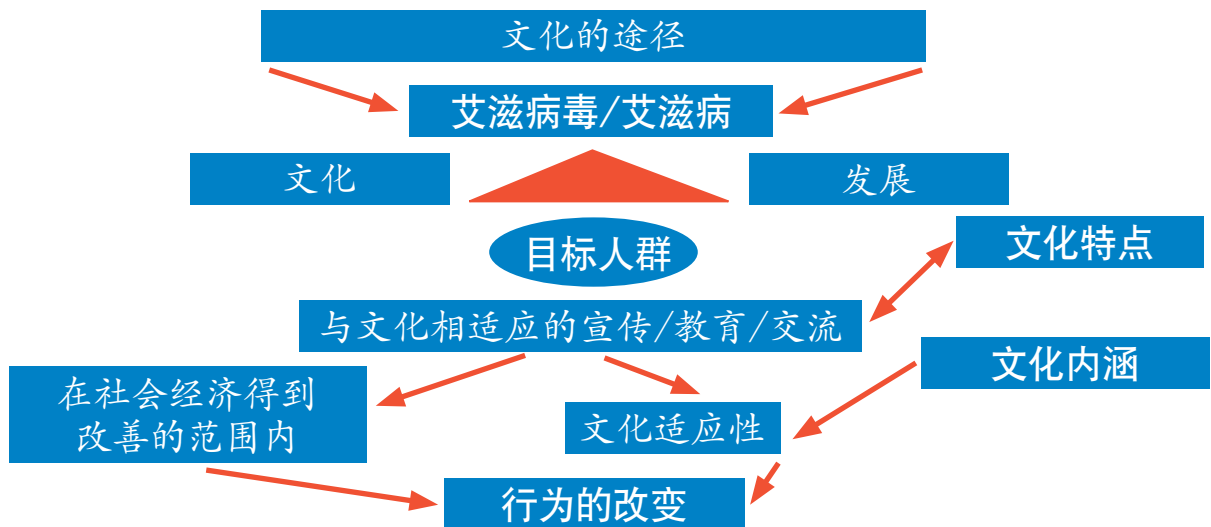 文化的途径
艾滋病毒/艾滋病
文化
发展
目标人群
文化特点
与文化相适应的宣传/教育/交流
文化内涵
在社会经济得到
改善的范围内
文化适应性
行为的改变